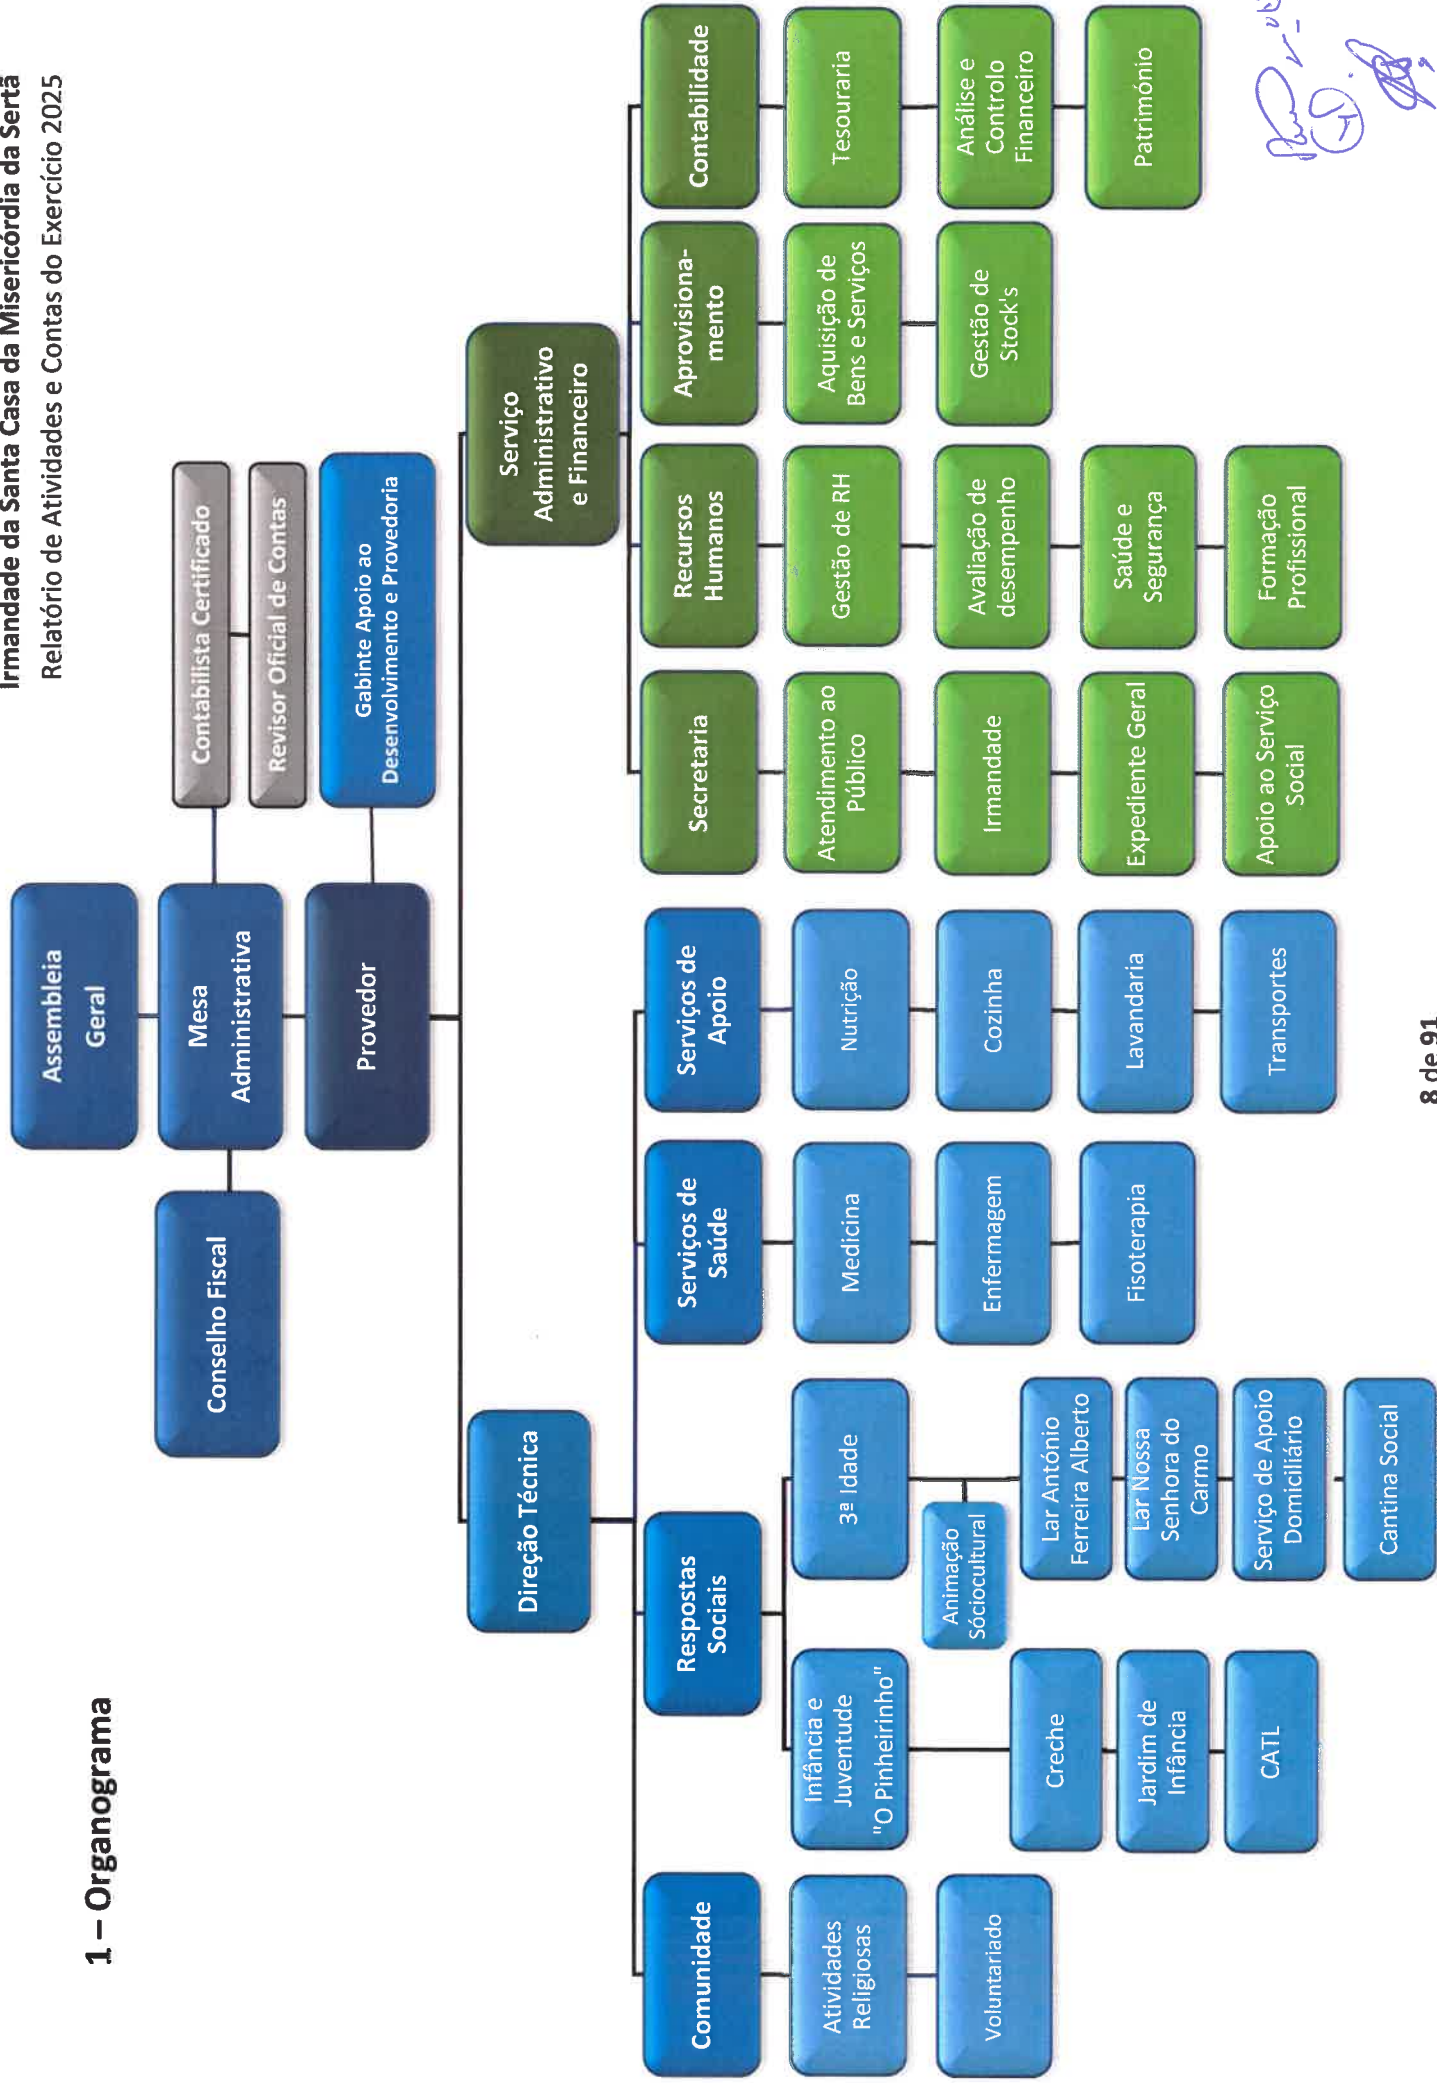 Irmandade da Santa Casa da Misericórdia da Sertã
Relatório de Atividades e Contas do Exercício 2025
1 – Organograma
Assembleia
Geral
Conselho Fiscal
Mesa
Administrativa
Contabilista Certificado
Revisor Oficial de Contas
Provedor
Gabinte Apoio ao
Desenvolvimento e Provedoria
Direção Técnica
Serviço
Administrativo
e Financeiro
Comunidade
Atividades
Religiosas
Voluntariado
Respostas
Sociais
Infância e
Juventude
"O Pinheirinho"
Creche
Jardim de
Infância
CATL
3ª Idade
Animação
Sóciocultural
Lar António
Ferreira Alberto
Lar Nossa
Senhora do
Carmo
Serviço de Apoio
Domiciliário
Cantina Social
Serviços de
Saúde
Medicina
Enfermagem
Fisoterapia
Serviços de
Apoio
Nutrição
Cozinha
Lavandaria
Transportes
Secretaria
Atendimento ao
Público
Irmandade
Expediente Geral
Apoio ao Serviço
Social
Recursos
Humanos
Gestão de RH
Avaliação de
desempenho
Saúde e
Segurança
Formação
Profissional
Aprovisiona-
mento
Aquisição de
Bens e Serviços
Gestão de
Stock's
Contabilidade
Tesouraria
Análise e
Controlo
Financeiro
Património
8 de 91